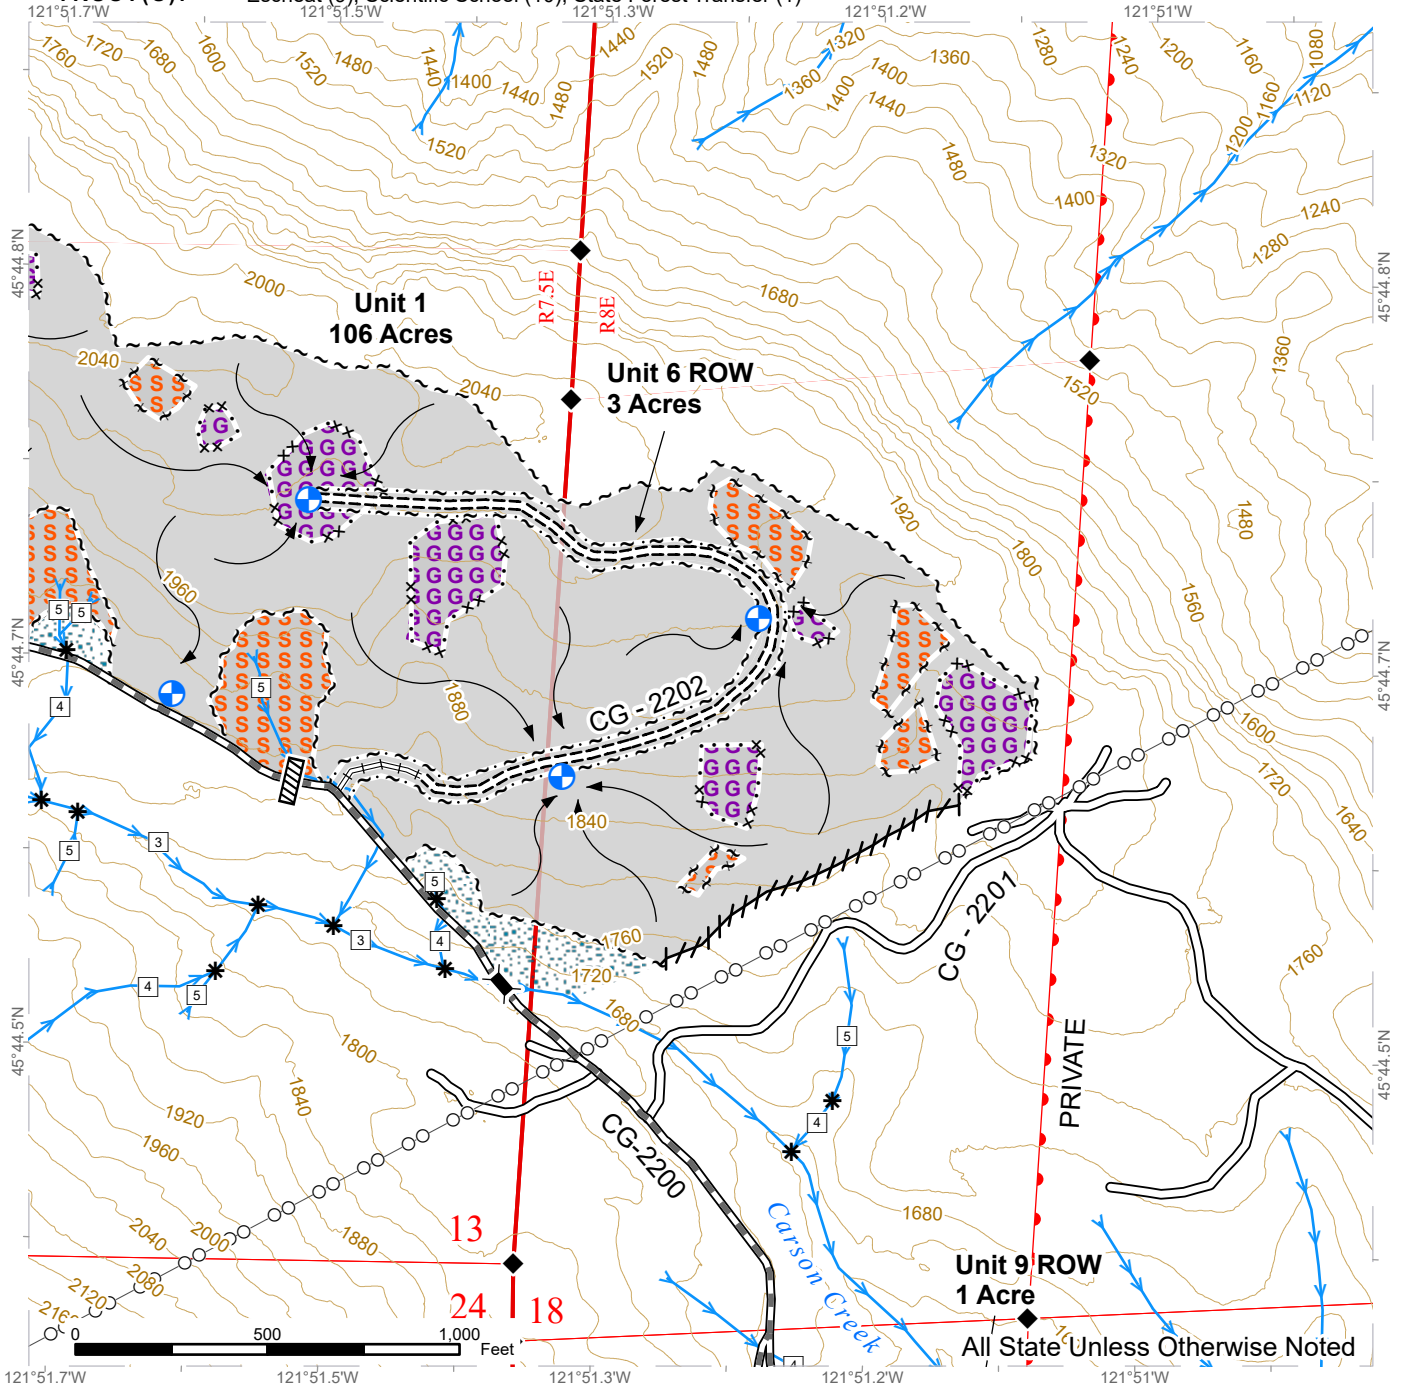 121°51.7'W 121°51.5'W 121°51.3'W 121°51.2'W 121°51'W
1760 1720 1680 1600 1520 1480 1440 1400 1440 1480 1440 1520 1480 1320 1360 1400 1400 1440 1360 1280 1240 1200 1160 1080
1120
1160
1200
1520
1480
1320
1400
1240
1280
45°44.8'N
45°44.8'N
2000
R7.5E
R8E
1680
Unit 1
106 Acres
2040
2040
Unit 6 ROW
3 Acres
1360
1520
1920
1480
1800
1560
1960
45°44.7'N
45°44.7'N
1880
CG - 2202
1600
1720
1640
1840
CG - 2201
1760
1720
1760
1680
PRIVATE
45°44.5'N
45°44.5'N
1800
1840
1920
1960
CG-2200
Carson Creek
1680
2040
2000
1880
2080
2120
13
24 18
Unit 9 ROW
1 Acre
0 500 1,000
Feet
All State Unless Otherwise Noted
121°51.7'W 121°51.5'W 121°51.3'W 121°51.2'W 121°51'W